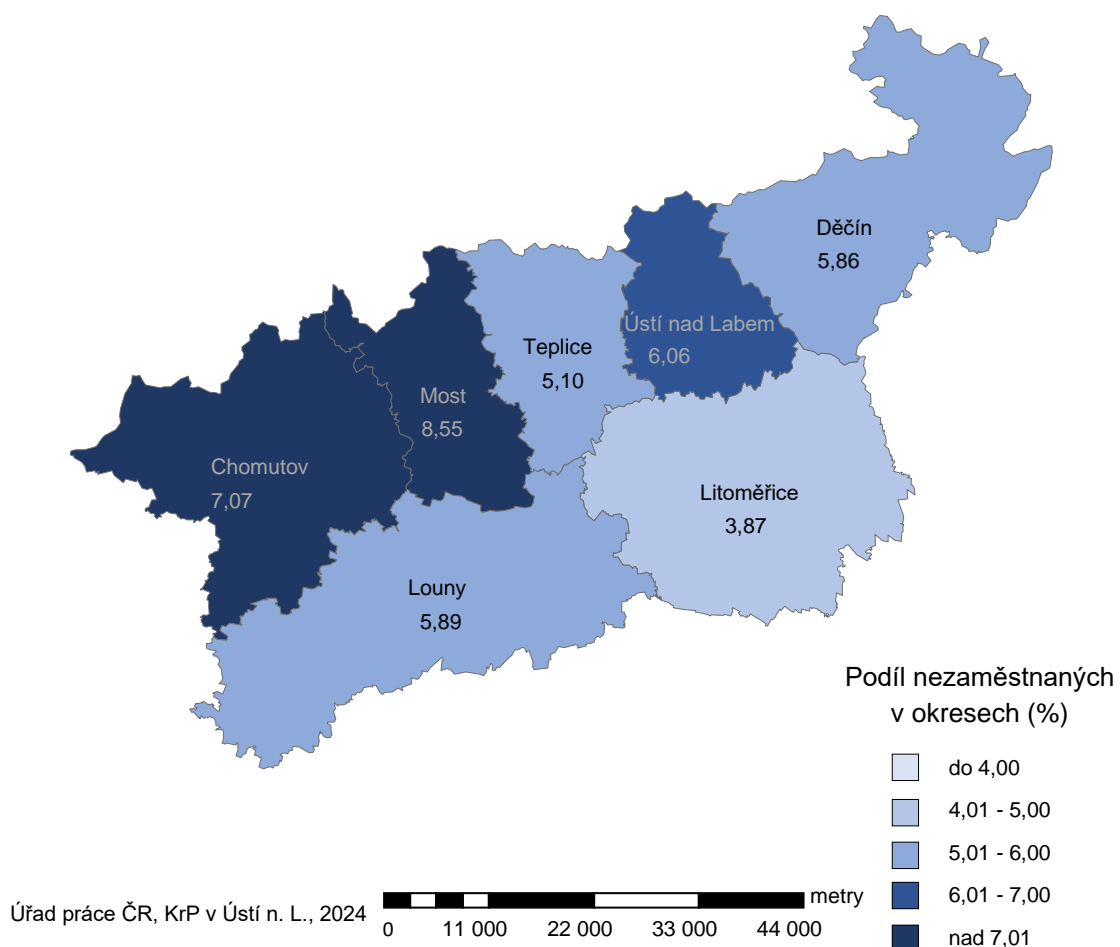 Děčín
5,86
Ústí nad Labem
6,06
Teplice
5,10
Most
8,55
Chomutov
7,07
Litoměřice
3,87
Louny
5,89
Podíl nezaměstnaných
v okresech (%)
do 4,00
4,01 - 5,00
5,01 - 6,00
6,01 - 7,00
nad 7,01
metry
0 11 000 22 000 33 000 44 000
Úřad práce ČR, KrP v Ústí n. L., 2024